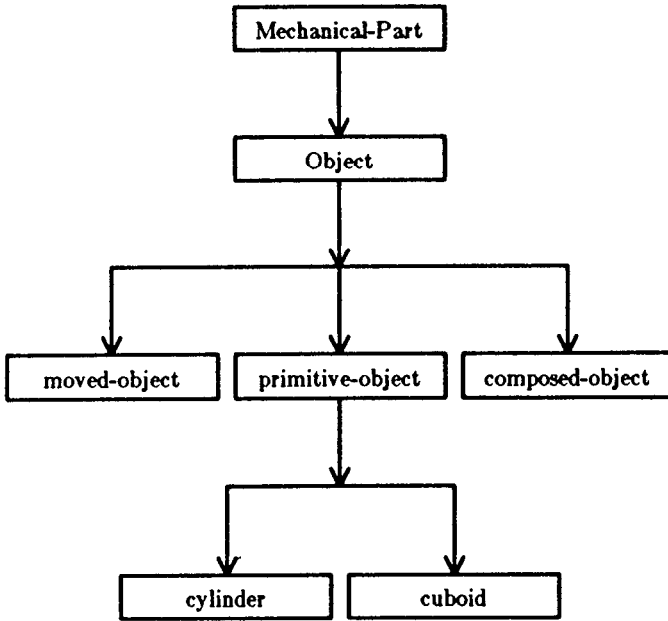 Mechanical-Part
Object
moved-object
primitive-object
composed-object
cylinder
cuboid